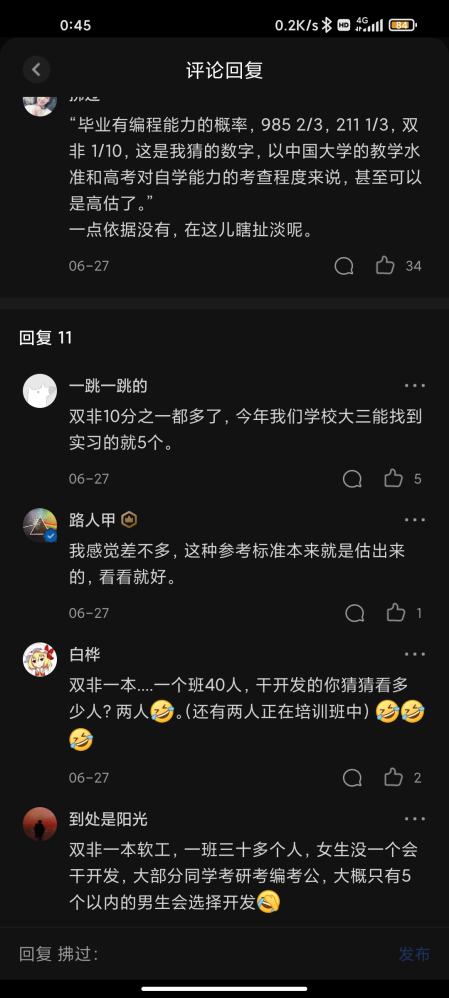 0:45
0.2K/s HD 4G 84
评论回复
拂过
“毕业有编程能力的概率，985 2/3，211 1/3，双
非 1/10，这是我猜的数字，以中国大学的教学水
准和高考对自学能力的考查程度来说，甚至可以
是高估了。”
一点依据没有，在这儿瞎扯淡呢。
06-27
34
回复 11
一跳一跳的
双非10分之一都多了，今年我们学校大三能找到
实习的就5个。
06-27
5
路人甲
我感觉差不多，这种参考标准本来就是估出来
的，看看就好。
06-27
1
白桦
双非一本....一个班40人，干开发的你猜猜看多
少人？两人🤣。（还有两人正在培训班中）🤣🤣
🤣
06-27
2
到处是阳光
双非一本软工，一班三十多个人，女生没一个会
干开发，大部分同学考研考编考公，大概只有5
个以内的男生会选择开发🤣
回复 拂过：
发布